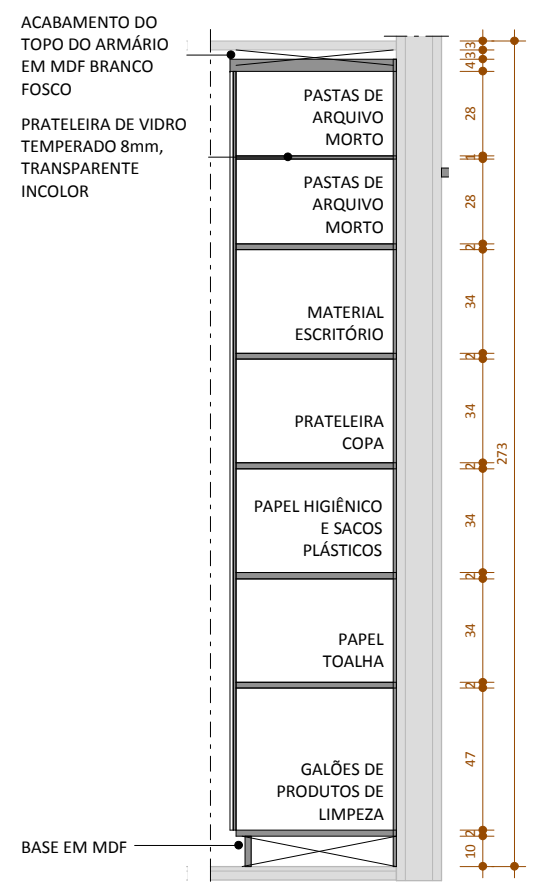 ACABAMENTO DO
TOPO DO ARMÁRIO
EM MDF BRANCO
FOSCO
PRATELEIRA DE VIDRO
TEMPERADO 8mm,
TRANSPARENTE
INCOLOR
PASTAS DE
ARQUIVO
MORTO
PASTAS DE
ARQUIVO
MORTO
MATERIAL
ESCRITÓRIO
PRATELEIRA
COPA
PAPEL HIGIÊNICO
E SACOS
PLÁSTICOS
PAPEL
TOALHA
GALÕES DE
PRODUTOS DE
LIMPEZA
BASE EM MDF
3
3
4
28
1
28
2
34
2
34
2
34
2
34
2
47
2
10
273